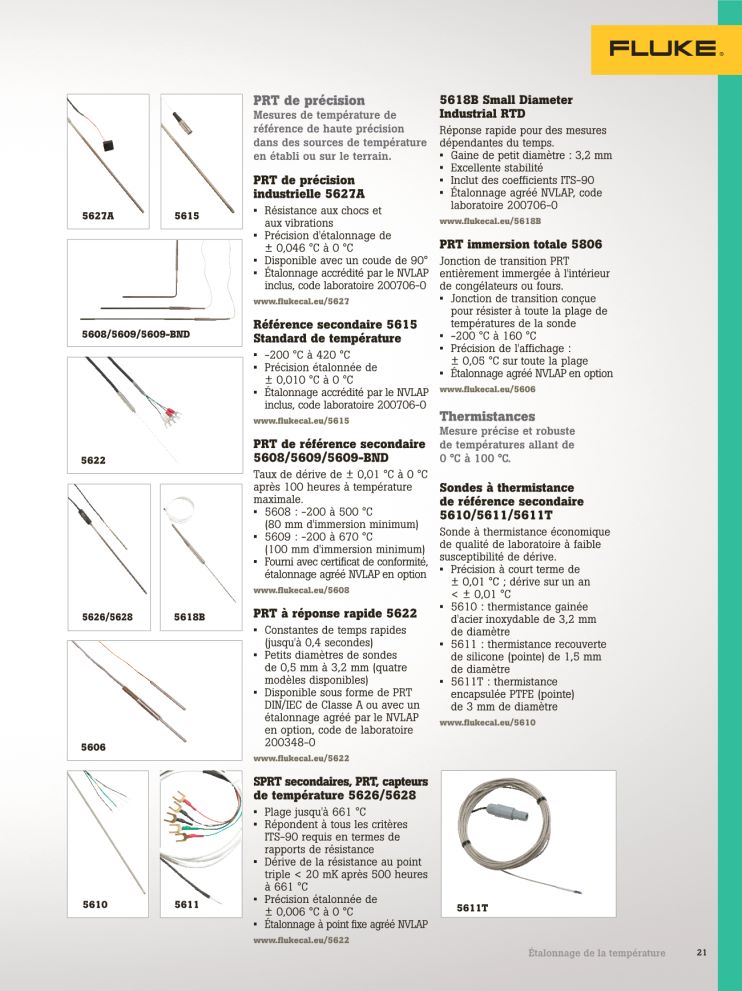 FLUKE®
5627A
5615
5608/5609/5609-BND
5622
5626/5628
5618B
5606
5610
5611
PRT de précision
Mesures de température de
référence de haute précision
dans des sources de température
en établi ou sur le terrain.
PRT de précision
industrielle 5627A
▪ Résistance aux chocs et
aux vibrations
▪ Précision d'étalonnage de
± 0,046 °C à 0 °C
▪ Disponible avec un coude de 90°
▪ Étalonnage accrédité par le NVLAP
inclus, code laboratoire 200706-0
www.flukecal.eu/5627
Référence secondaire 5615
Standard de température
▪ -200 °C à 420 °C
▪ Précision étalonnée de
± 0,010 °C à 0 °C
▪ Étalonnage accrédité par le NVLAP
inclus, code laboratoire 200706-0
www.flukecal.eu/5615
PRT de référence secondaire
5608/5609/5609-BND
Taux de dérive de ± 0,01 °C à 0 °C
après 100 heures à température
maximale.
▪ 5608 : -200 à 500 °C
(80 mm d'immersion minimum)
▪ 5609 : -200 à 670 °C
(100 mm d'immersion minimum)
▪ Fourni avec certificat de conformité,
étalonnage agréé NVLAP en option
www.flukecal.eu/5608
PRT à réponse rapide 5622
▪ Constantes de temps rapides
(jusqu'à 0,4 secondes)
▪ Petits diamètres de sondes
de 0,5 mm à 3,2 mm (quatre
modèles disponibles)
▪ Disponible sous forme de PRT
DIN/IEC de Classe A ou avec un
étalonnage agréé par le NVLAP
en option, code de laboratoire
200348-0
www.flukecal.eu/5622
SPRT secondaires, PRT, capteurs
de température 5626/5628
▪ Plage jusqu'à 661 °C
▪ Répondent à tous les critères
ITS-90 requis en termes de
rapports de résistance
▪ Dérive de la résistance au point
triple < 20 mK après 500 heures
à 661 °C
▪ Précision étalonnée de
± 0,006 °C à 0 °C
▪ Étalonnage à point fixe agréé NVLAP
www.flukecal.eu/5622
5618B Small Diameter
Industrial RTD
Réponse rapide pour des mesures
dépendantes du temps.
▪ Gaine de petit diamètre : 3,2 mm
▪ Excellente stabilité
▪ Inclut des coefficients ITS-90
▪ Étalonnage agréé NVLAP, code
laboratoire 200706-0
www.flukecal.eu/5618B
PRT immersion totale 5806
Jonction de transition PRT
entièrement immergée à l'intérieur
de congélateurs ou fours.
▪ Jonction de transition conçue
pour résister à toute la plage de
températures de la sonde
▪ -200 °C à 160 °C
▪ Précision de l'affichage :
± 0,05 °C sur toute la plage
▪ Étalonnage agréé NVLAP en option
www.flukecal.eu/5606
Thermistances
Mesure précise et robuste
de températures allant de
0 °C à 100 °C.
Sondes à thermistance
de référence secondaire
5610/5611/5611T
Sonde à thermistance économique
de qualité de laboratoire à faible
susceptibilité de dérive.
▪ Précision à court terme de
± 0,01 °C ; dérive sur un an
< ± 0,01 °C
▪ 5610 : thermistance gainée
d'acier inoxydable de 3,2 mm
de diamètre
▪ 5611 : thermistance recouverte
de silicone (pointe) de 1,5 mm
de diamètre
▪ 5611T : thermistance
encapsulée PTFE (pointe)
de 3 mm de diamètre
www.flukecal.eu/5610
5611T
Étalonnage de la température 21